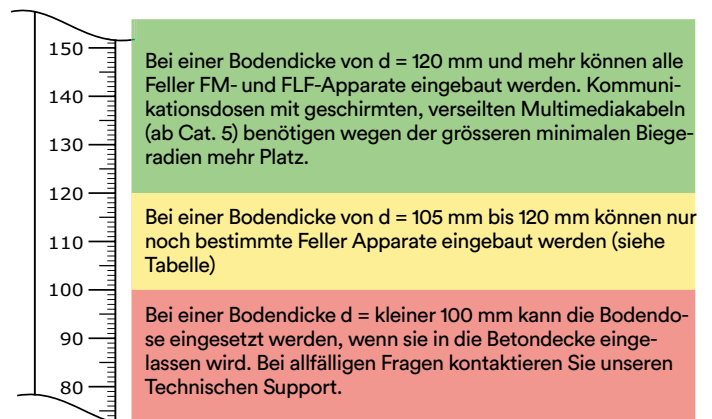 150
Bei einer Bodendicke von d = 120 mm und mehr können alle
Feller FM- und FLF-Apparate eingebaut werden. Kommuni-
140
kationsdosen mit geschirmten, verseilten Multimediakabeln
(ab Cat. 5) benötigen wegen der grösseren minimalen Biege-
130
radien mehr Platz.
120
Bei einer Bodendicke von d = 105 mm bis 120 mm können nur
110
noch bestimmte Feller Apparate eingebaut werden (siehe
Tabelle)
100
Bei einer Bodendicke d = kleiner 100 mm kann die Bodendo-
90
se eingesetzt werden, wenn sie in die Betondecke einge-
lassen wird. Bei allfälligen Fragen kontaktieren Sie unseren
80
Technischen Support.